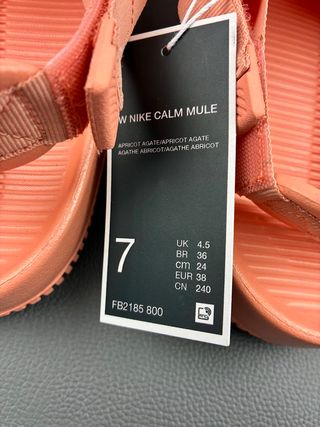 W NIKE CALM MULE
APRICOT AGATE/APRICOT AGATE
AGATHE ABRICOT/AGATHE ABRICOT
7
UK 4.5
BR 36
cm 24
EUR 38
CN 240
FB2185 800